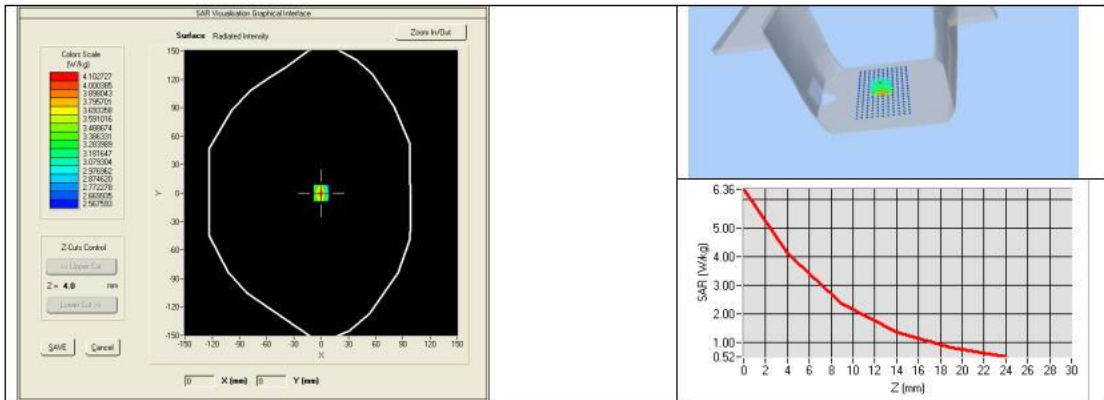 SAR Visualisation Graphical Interface
Surface Radiated Intensity
Zoom In/Out
Colors Scale
(W/kg)
4.102727
4.000385
3.898043
3.795701
3.693358
3.591016
3.488674
3.386331
3.283989
3.181647
3.079304
2.976962
2.874620
2.772278
2.669935
2.567593
Z-Cuts Control
<< Upper Cut
Z = 4.0 mm
Lower Cut >>
SAVE Cancel
150
120
90
60
30
0
-30
-60
-90
-120
-150
Y
-150 -120 -90 -60 -30 0 30 60 90 120 150
X
0 X (mm) 0 Y (mm)
6.36
5.00
4.00
3.00
2.00
1.00
0.52
SAR (W/kg)
0 2 4 6 8 10 12 14 16 18 20 22 24 26 28 30
Z (mm)